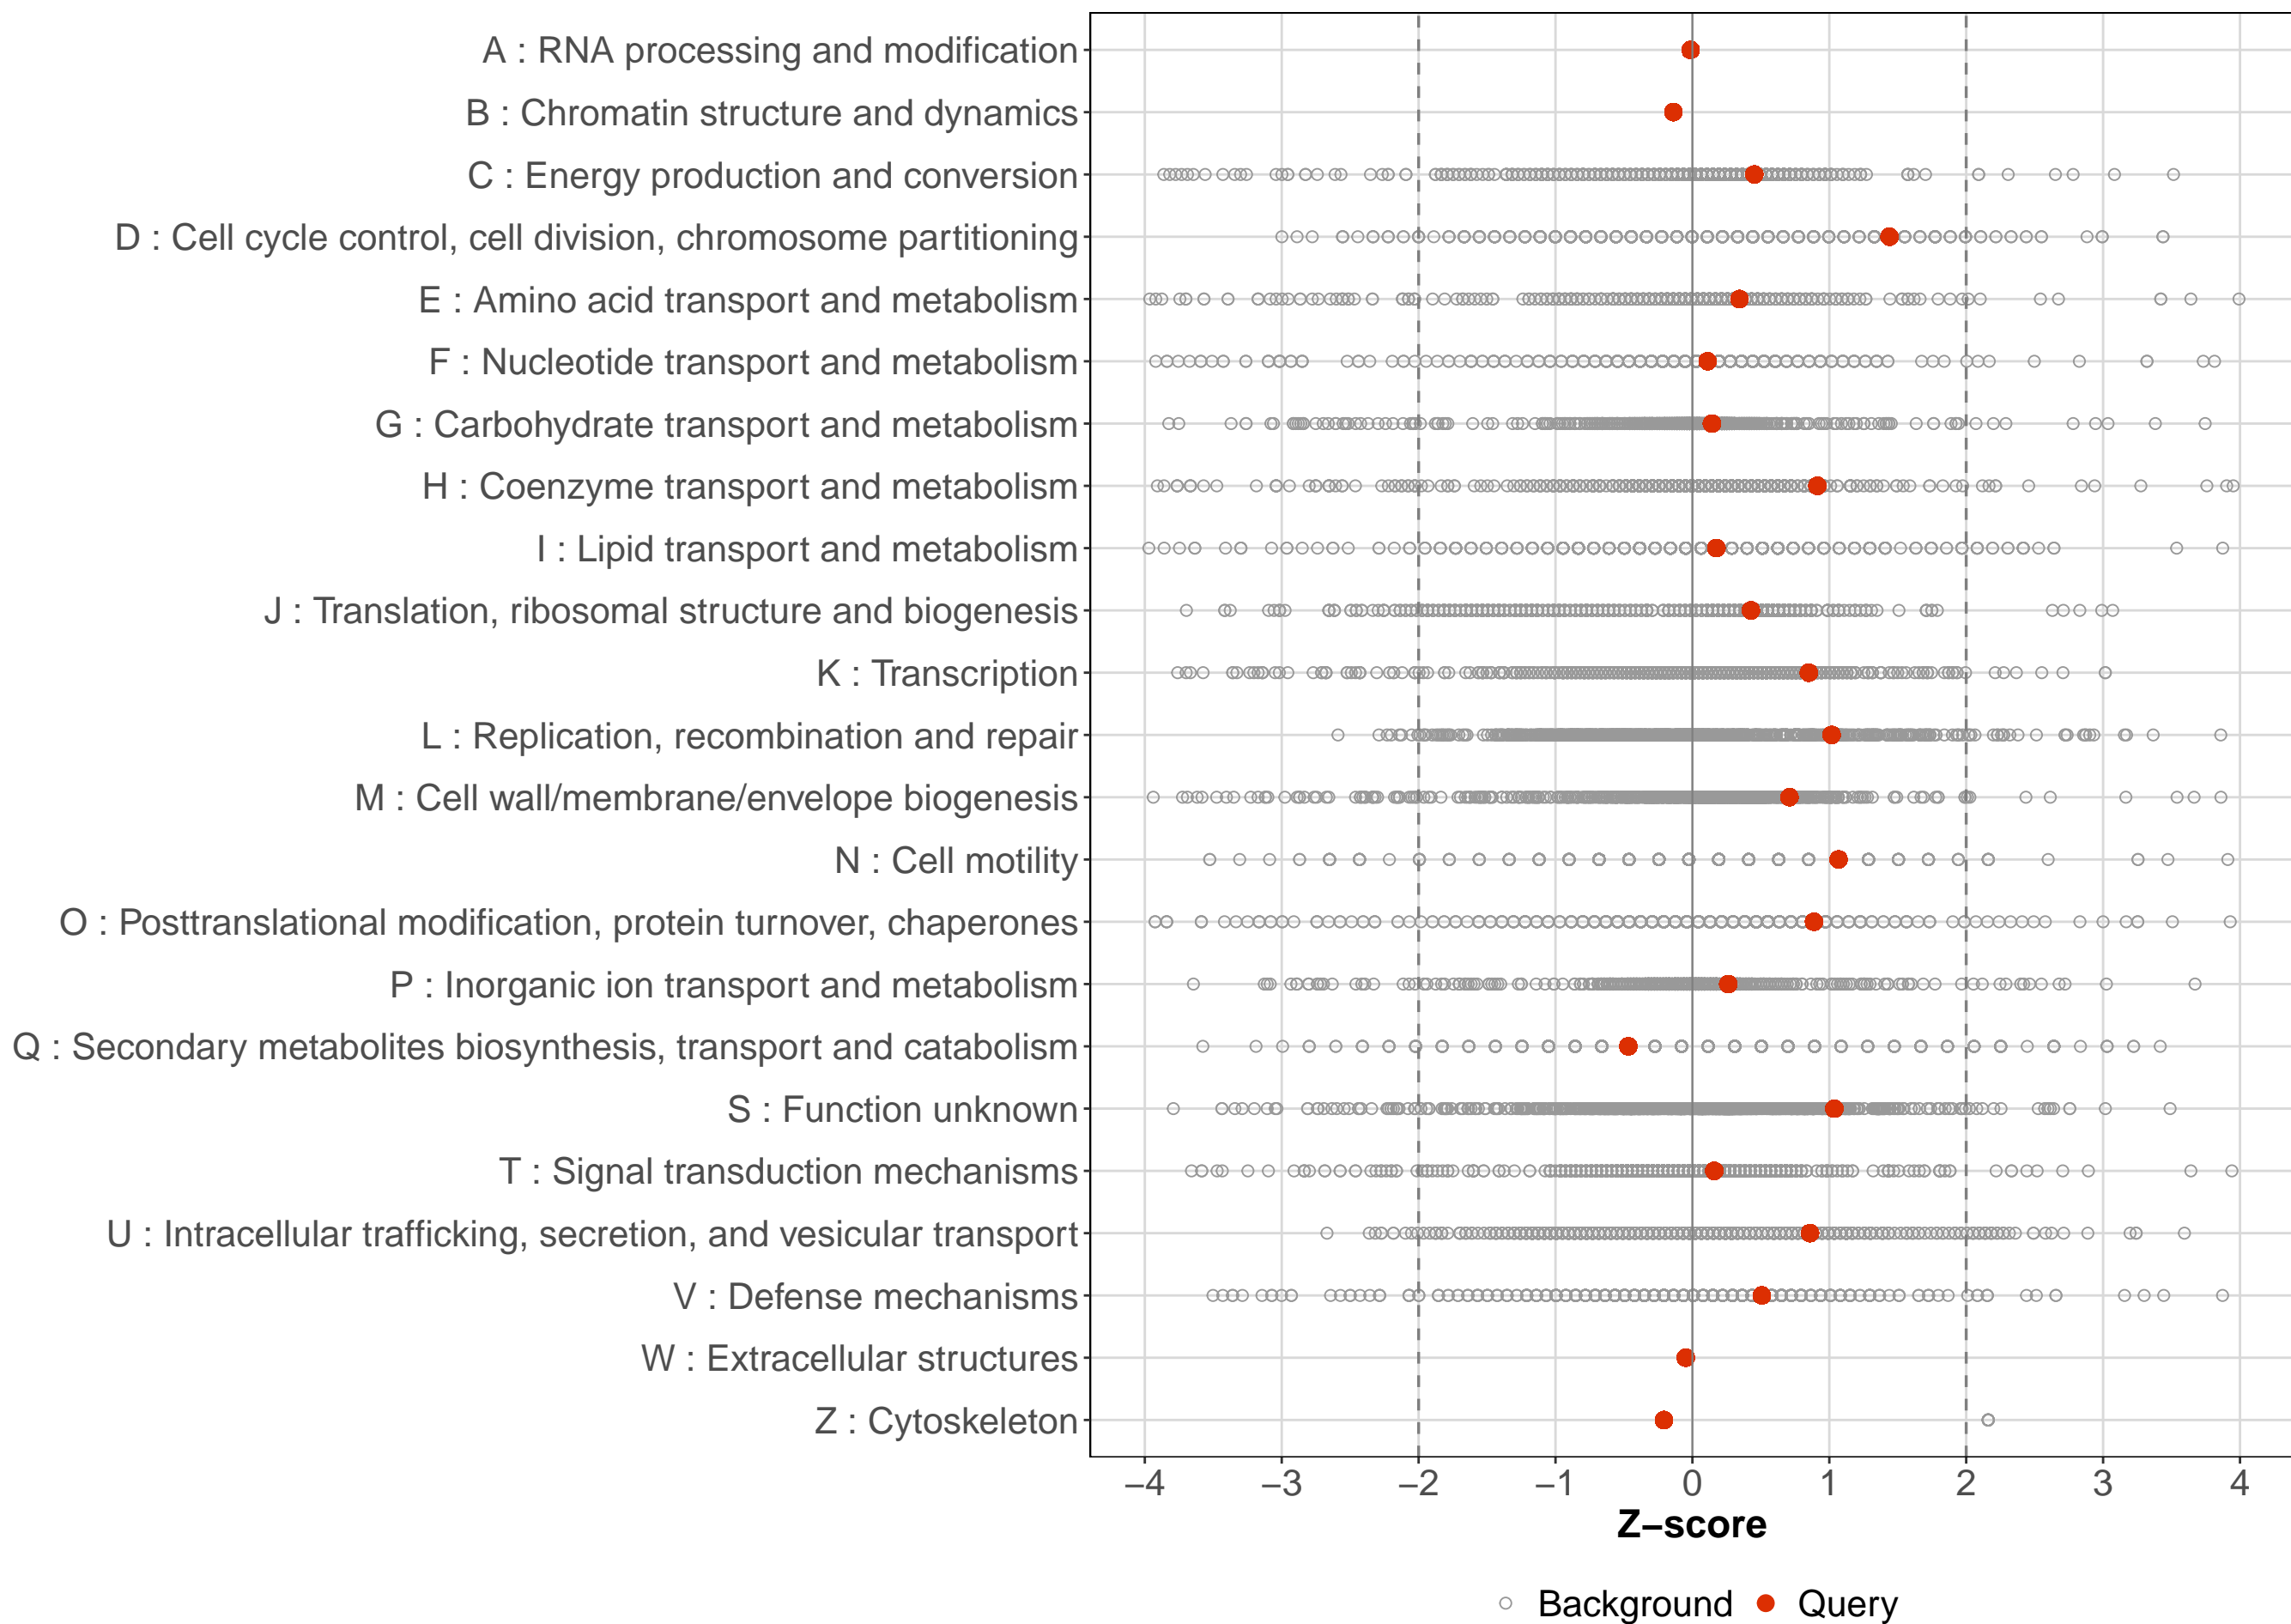 A : RNA processing and modification
B : Chromatin structure and dynamics
C : Energy production and conversion
D : Cell cycle control, cell division, chromosome partitioning
E : Amino acid transport and metabolism
F : Nucleotide transport and metabolism
G : Carbohydrate transport and metabolism
H : Coenzyme transport and metabolism
I : Lipid transport and metabolism
J : Translation, ribosomal structure and biogenesis
K : Transcription
L : Replication, recombination and repair
M : Cell wall/membrane/envelope biogenesis
N : Cell motility
O : Posttranslational modification, protein turnover, chaperones
P : Inorganic ion transport and metabolism
Q : Secondary metabolites biosynthesis, transport and catabolism
S : Function unknown
T : Signal transduction mechanisms
U : Intracellular trafficking, secretion, and vesicular transport
V : Defense mechanisms
W : Extracellular structures
Z : Cytoskeleton
−4 −3 −2 −1 0 1 2 3 4
Z−score
Background Query